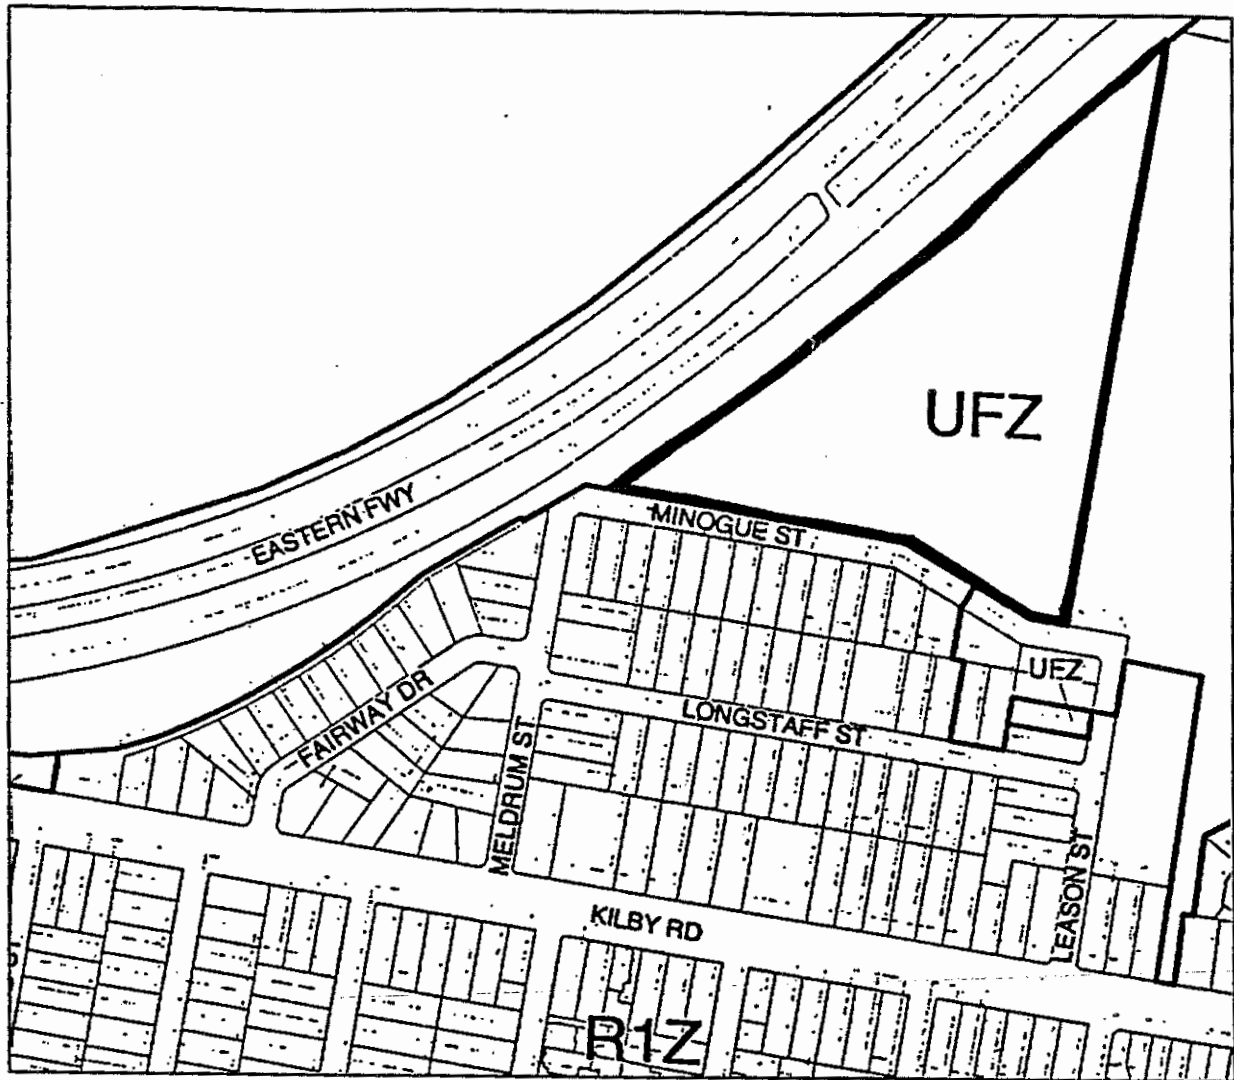 UFZ
EASTERN FWY
MINOGUE ST
UFZ
FAIRWAY DR
LONGSTAFF ST
MELDRUM ST
LEASON ST
KILBY RD
R1Z